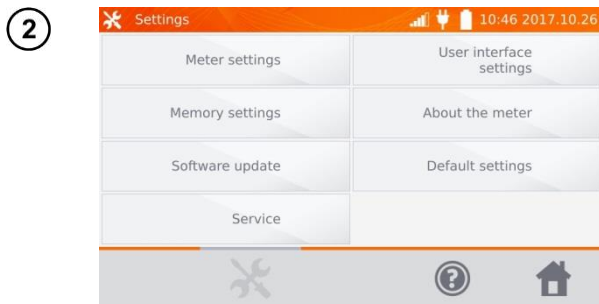 2
Settings
10:46 2017.10.26
Meter settings
User interface
settings
Memory settings
About the meter
Software update
Default settings
Service
?